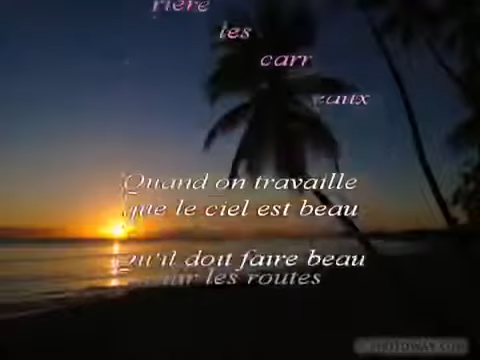 rière
les
carr
eaux
Quand on travaille
que le ciel est beau
Qu'il doit faire beau
sur les routes